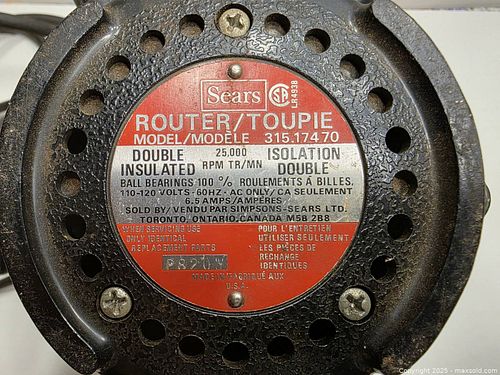 Sears
LR4938
ROUTER/TOUPIE
MODEL/MODÈLE 315.17470
DOUBLE 25,000 ISOLATION
INSULATED RPM TR/MN DOUBLE
BALL BEARINGS 100 % ROULEMENTS À BILLES.
110-120 VOLTS-60HZ-AC ONLY/CA SEULEMENT
6.5 AMPS/AMPÈRES
SOLD BY/VENDU PAR SIMPSONS-SEARS LTD.
TORONTO, ONTARIO, CANADA M5B 2B8
WHEN SERVICING USE POUR L'ENTRETIEN
ONLY IDENTICAL UTILISER SEULEMENT
REPLACEMENT PARTS LES PIÈCES DE
RECHANGE
IDENTIQUES
MADE IN/FABRIQUÉ AUX
U.S.A.
Copyright 2025 - maxsold.com